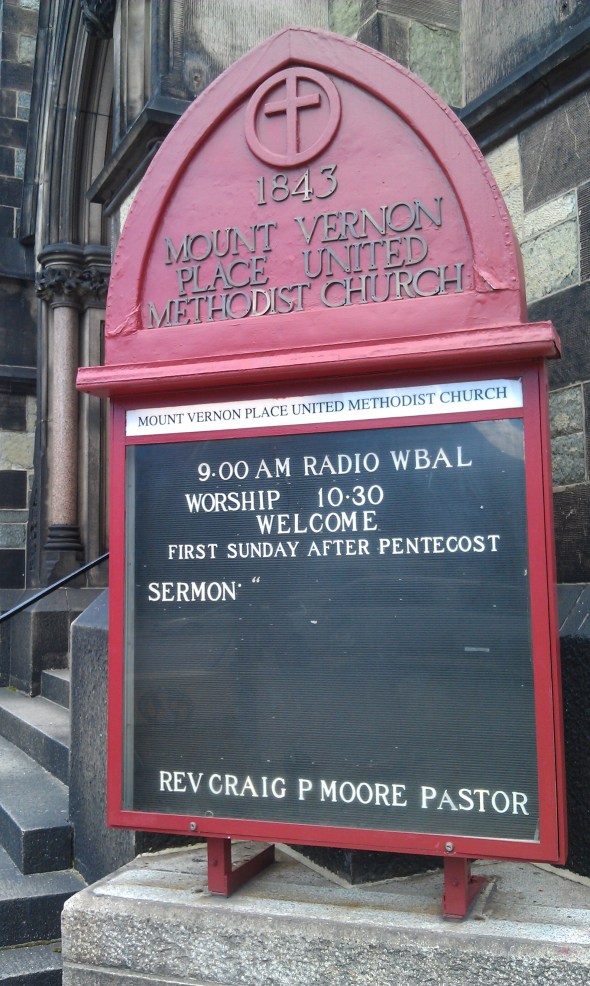 1843
MOUNT VERNON
PLACE UNITED
METHODIST CHURCH
MOUNT VERNON PLACE UNITED METHODIST CHURCH
9·00 AM RADIO WBAL
WORSHIP 10·30
WELCOME
FIRST SUNDAY AFTER PENTECOST
SERMON· “
REV CRAIG P MOORE PASTOR